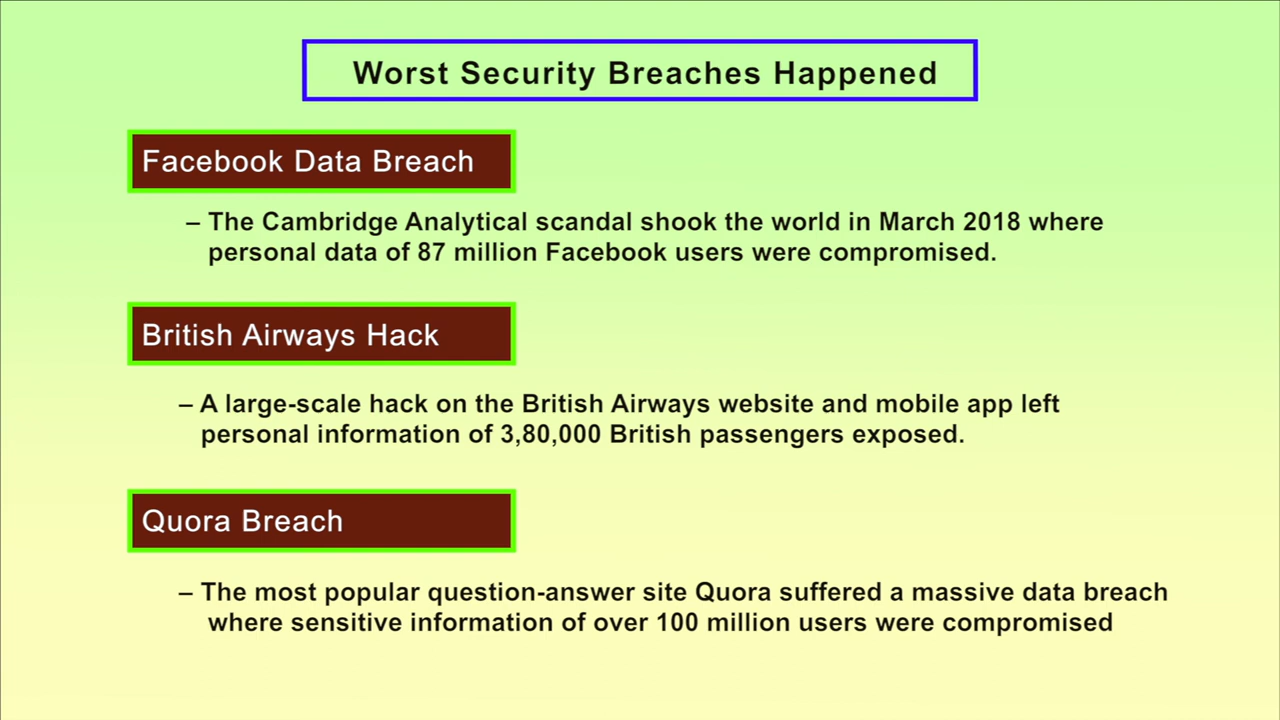 Worst Security Breaches Happened
Facebook Data Breach
– The Cambridge Analytical scandal shook the world in March 2018 where
personal data of 87 million Facebook users were compromised.
British Airways Hack
– A large-scale hack on the British Airways website and mobile app left
personal information of 3,80,000 British passengers exposed.
Quora Breach
– The most popular question-answer site Quora suffered a massive data breach
where sensitive information of over 100 million users were compromised